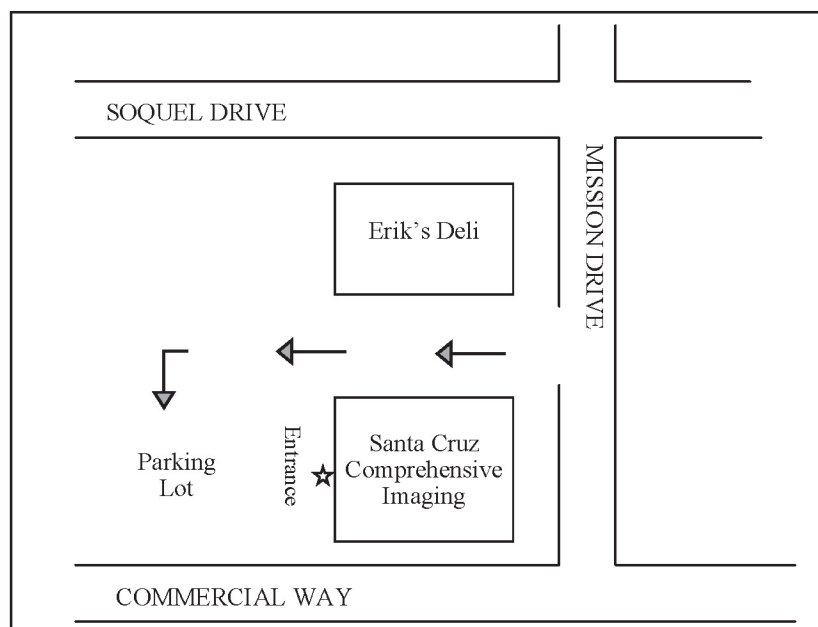 SOQUEL DRIVE
MISSION DRIVE
Erik's Deli
Santa Cruz
Comprehensive
Imaging
Entrance
Parking
Lot
COMMERCIAL WAY